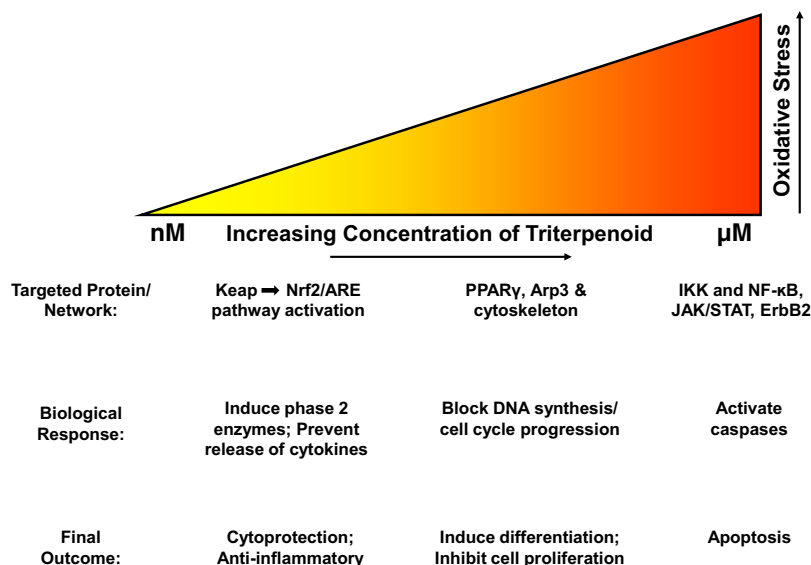 Oxidative Stress
nM
Increasing Concentration of Triterpenoid
µM
Targeted Protein/
Network:
Keap ➡ Nrf2/ARE
pathway activation
PPARγ, Arp3 &
cytoskeleton
IKK and NF-κB,
JAK/STAT, ErbB2
Biological
Response:
Induce phase 2
enzymes; Prevent
release of cytokines
Block DNA synthesis/
cell cycle progression
Activate
caspases
Final
Outcome:
Cytoprotection;
Anti-inflammatory
Induce differentiation;
Inhibit cell proliferation
Apoptosis